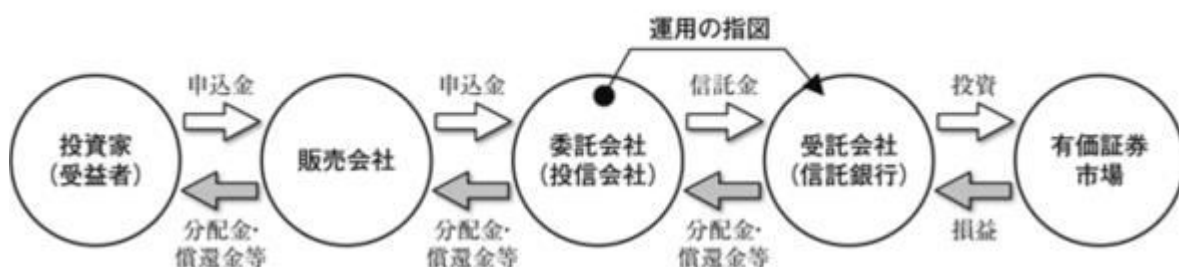 運用の指図
申込金
申込金
信託金
投資
投資家
(受益者)
販売会社
委託会社
(投信会社)
受託会社
(信託銀行)
有価証券
市場
分配金・
償還金等
分配金・
償還金等
分配金・
償還金等
損益